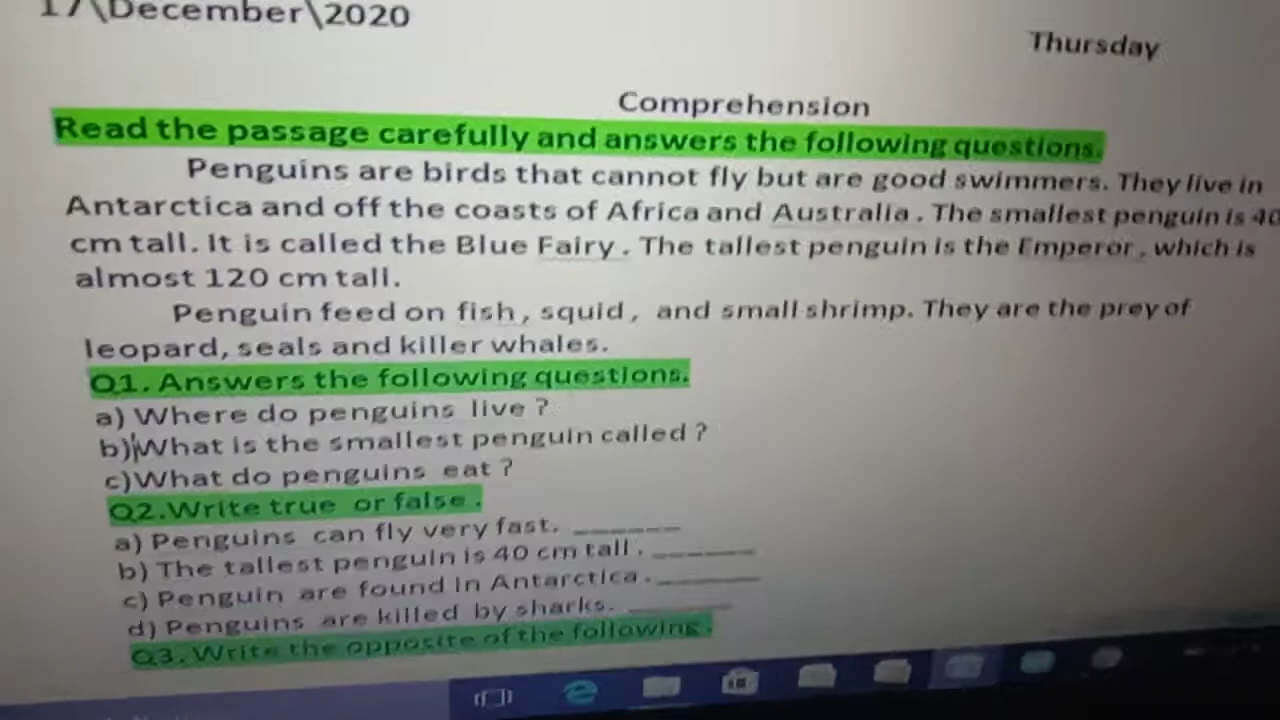 17\December\2020
Thursday
Comprehension
Read the passage carefully and answers the following questions.
Penguins are birds that cannot fly but are good swimmers. They live in
Antarctica and off the coasts of Africa and Australia . The smallest penguin is 40
cm tall. It is called the Blue Fairy . The tallest penguin is the Emperor , which is
almost 120 cm tall.
Penguin feed on fish , squid , and small shrimp. They are the prey of
leopard, seals and killer whales.
Q1. Answers the following questions.
a) Where do penguins live ?
b)What is the smallest penguin called ?
c)What do penguins eat ?
Q2.Write true or false .
a) Penguins can fly very fast. _______
b) The tallest penguin is 40 cm tall . _______
c) Penguin are found in Antarctica . _______
d) Penguins are killed by sharks. _______
Q3. Write the opposite of the following .